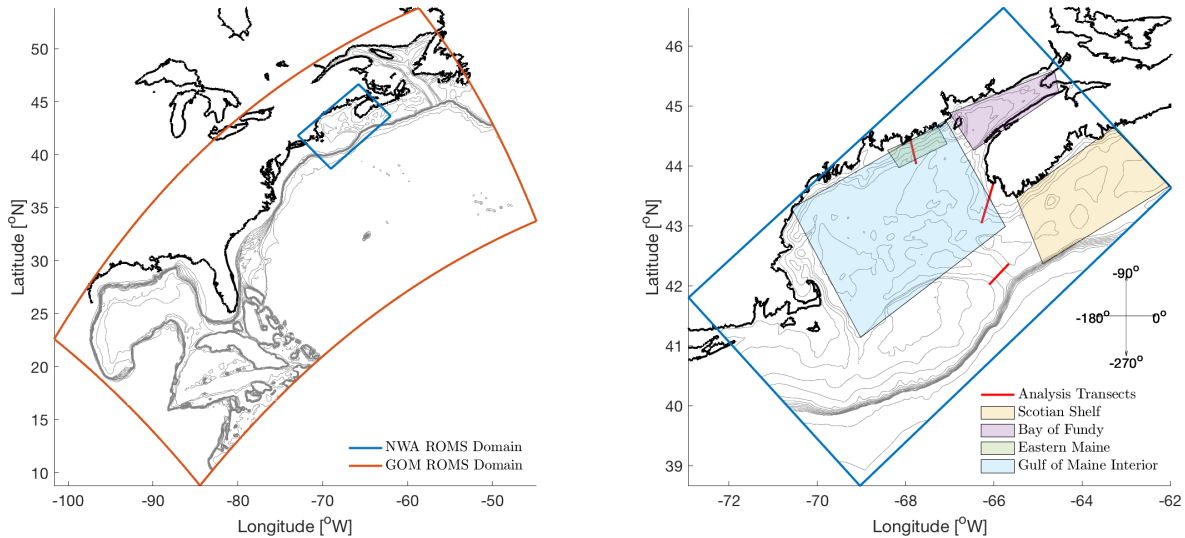 50
45
40
35
30
25
20
15
10
Latitude [°N]
-100
-90
-80
-70
-60
-50
Longitude [°W]
NWA ROMS Domain
GOM ROMS Domain
46
45
44
43
42
41
40
39
Latitude [°N]
-72
-70
-68
-66
-64
-62
Longitude [°W]
-90°
-180° 0°
-270°
Analysis Transects
Scotian Shelf
Bay of Fundy
Eastern Maine
Gulf of Maine Interior